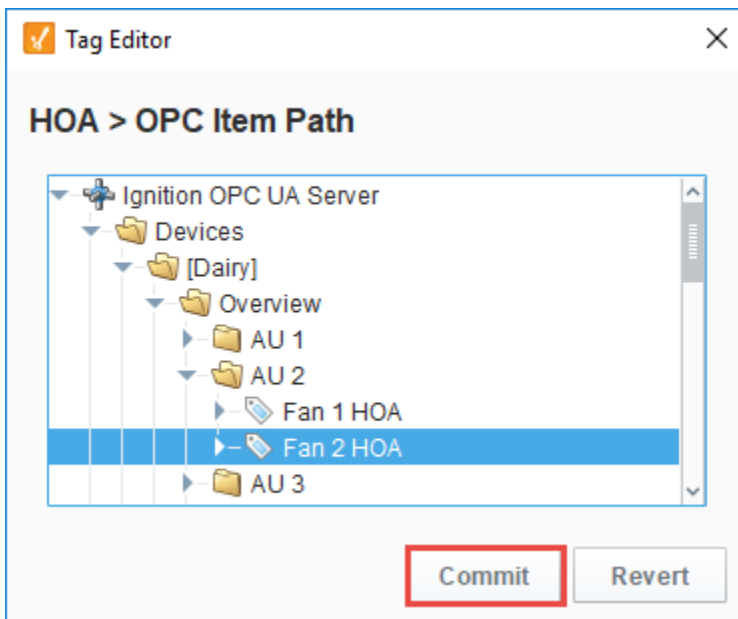 Tag Editor
HOA > OPC Item Path
Ignition OPC UA Server
Devices
[Dairy]
Overview
AU 1
AU 2
Fan 1 HOA
Fan 2 HOA
AU 3
Commit Revert